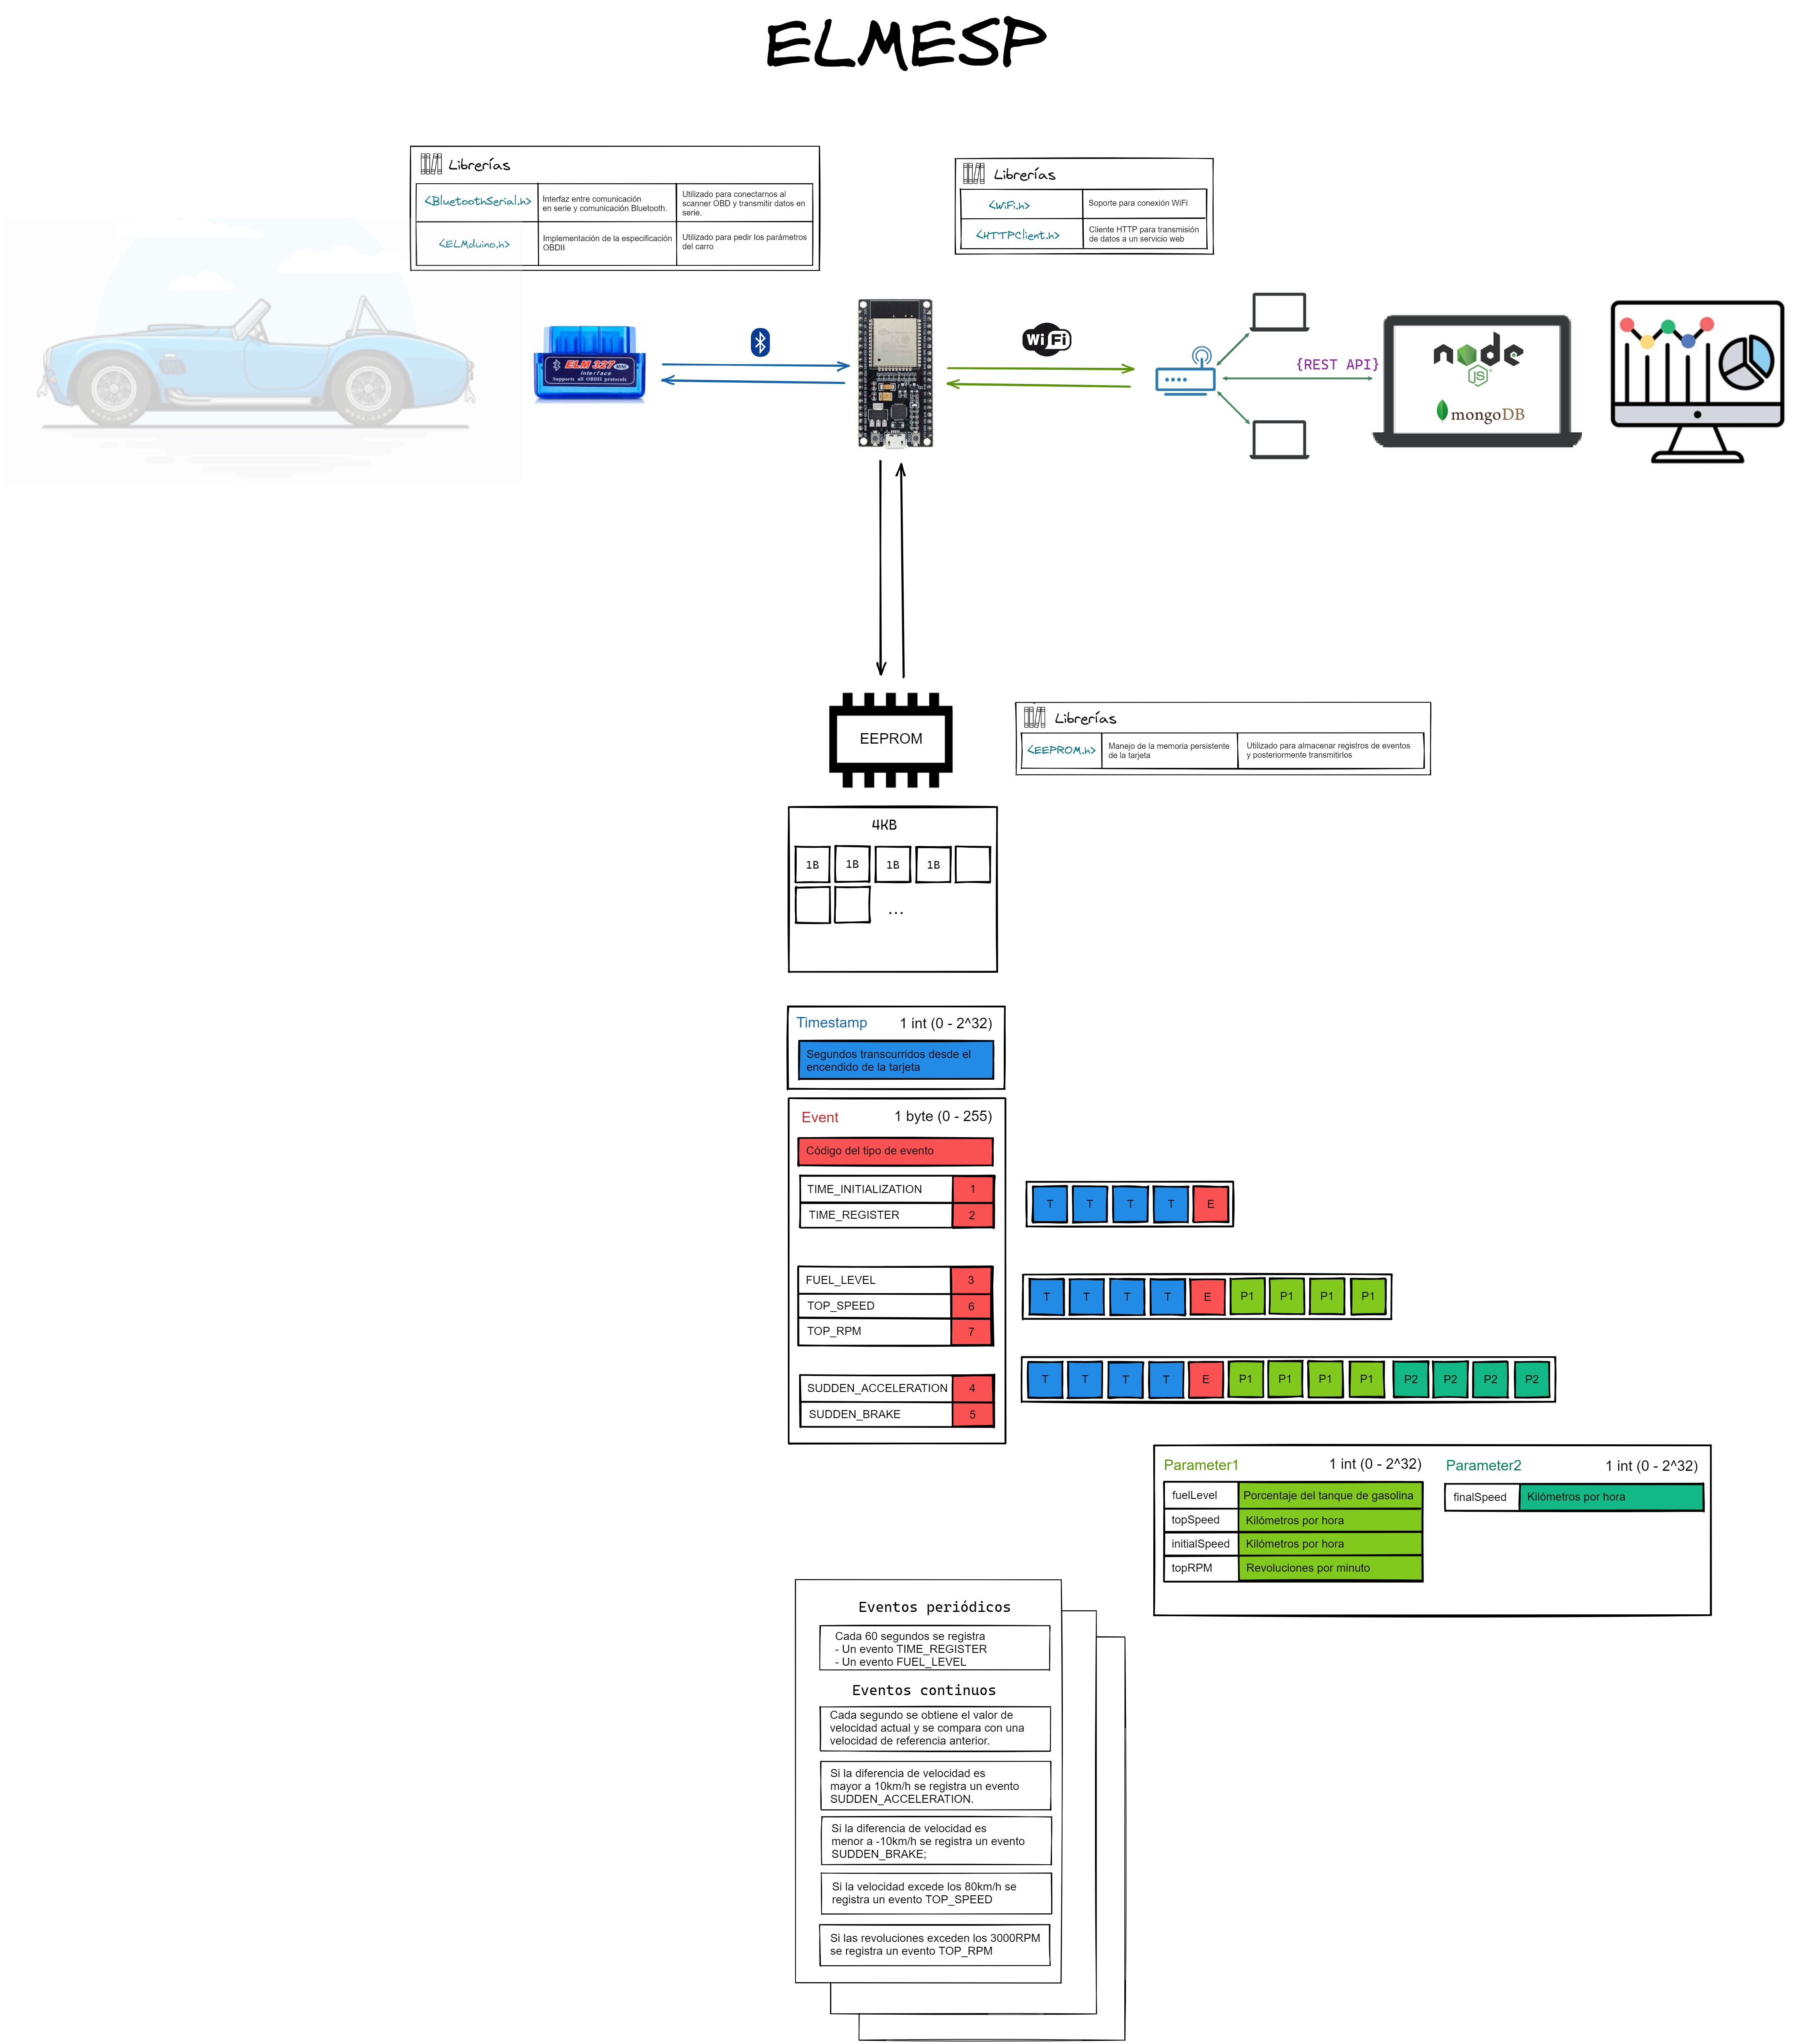 ELMESP
Librerías
<BluetoothSerial.h>
Interfaz entre comunicación
en serie y comunicación Bluetooth.
Utilizado para conectarnos al
scanner OBD y transmitir datos en
serie.
<ELMduino.h>
Implementación de la especificación
OBDII
Utilizado para pedir los parámetros
del carro
Librerías
<WiFi.h>
Soporte para conexión WiFi
<HTTPClient.h>
Cliente HTTP para transmisión
de datos a un servicio web
ELM 327 MINI
Interface
Supports all OBDII protocols
WiFi
{REST API}
node
JS
mongoDB
EEPROM
Librerías
<EEPROM.h>
Manejo de la memoria persistente
de la tarjeta
Utilizado para almacenar registros de eventos
y posteriormente transmitirlos
4KB
1B 1B 1B 1B
...
Timestamp 1 int (0 - 2^32)
Segundos transcurridos desde el
encendido de la tarjeta
Event 1 byte (0 - 255)
Código del tipo de evento
TIME_INITIALIZATION 1
TIME_REGISTER 2
T T T T E
FUEL_LEVEL 3
TOP_SPEED 6
TOP_RPM 7
T T T T E P1 P1 P1 P1
SUDDEN_ACCELERATION 4
SUDDEN_BRAKE 5
T T T T E P1 P1 P1 P1 P2 P2 P2 P2
Parameter1 1 int (0 - 2^32)
fuelLevel Porcentaje del tanque de gasolina
topSpeed Kilómetros por hora
initialSpeed Kilómetros por hora
topRPM Revoluciones por minuto
Parameter2 1 int (0 - 2^32)
finalSpeed Kilómetros por hora
Eventos periódicos
Cada 60 segundos se registra
- Un evento TIME_REGISTER
- Un evento FUEL_LEVEL
Eventos continuos
Cada segundo se obtiene el valor de
velocidad actual y se compara con una
velocidad de referencia anterior.
Si la diferencia de velocidad es
mayor a 10km/h se registra un evento
SUDDEN_ACCELERATION.
Si la diferencia de velocidad es
menor a -10km/h se registra un evento
SUDDEN_BRAKE;
Si la velocidad excede los 80km/h se
registra un evento TOP_SPEED
Si las revoluciones exceden los 3000RPM
se registra un evento TOP_RPM